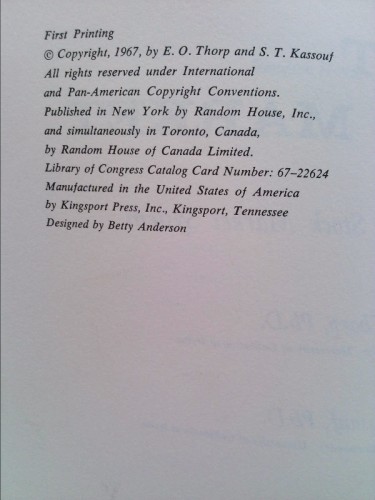 First Printing
© Copyright, 1967, by E. O. Thorp and S. T. Kassouf
All rights reserved under International
and Pan-American Copyright Conventions.
Published in New York by Random House, Inc.,
and simultaneously in Toronto, Canada,
by Random House of Canada Limited.
Library of Congress Catalog Card Number: 67–22624
Manufactured in the United States of America
by Kingsport Press, Inc., Kingsport, Tennessee
Designed by Betty Anderson